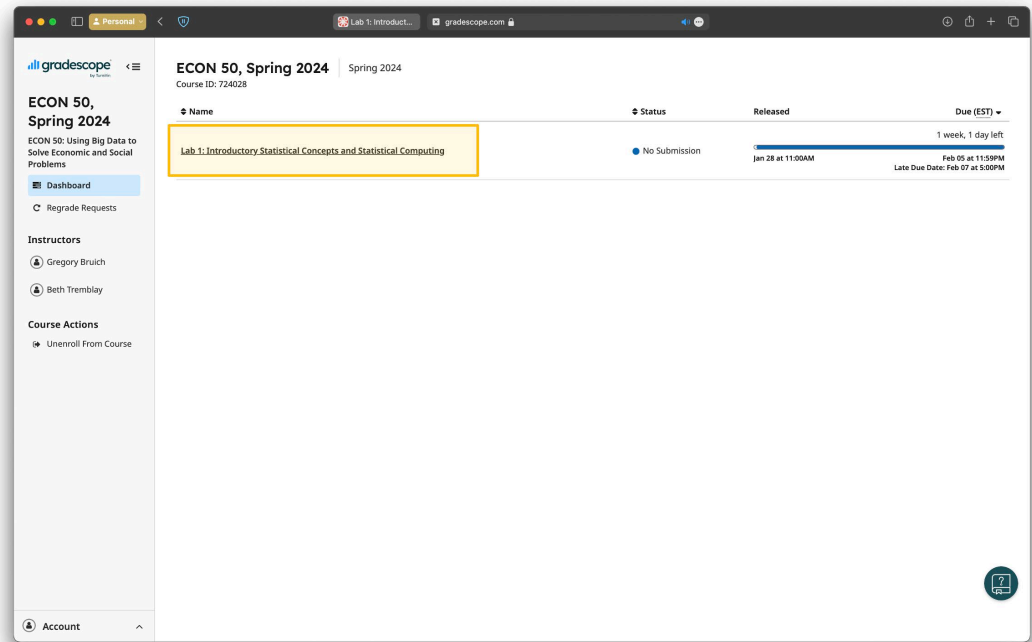 Personal
Lab 1: Introduct...
gradescope.com
gradescope
by Turnitin
ECON 50,
Spring 2024
ECON 50: Using Big Data to
Solve Economic and Social
Problems
Dashboard
Regrade Requests
Instructors
Gregory Bruich
Beth Tremblay
Course Actions
Unenroll From Course
Account
ECON 50, Spring 2024 Spring 2024
Course ID: 724028
Name Status Released Due (EST)
1 week, 1 day left
Lab 1: Introductory Statistical Concepts and Statistical Computing No Submission
Jan 28 at 11:00AM Feb 05 at 11:59PM
Late Due Date: Feb 07 at 5:00PM
?